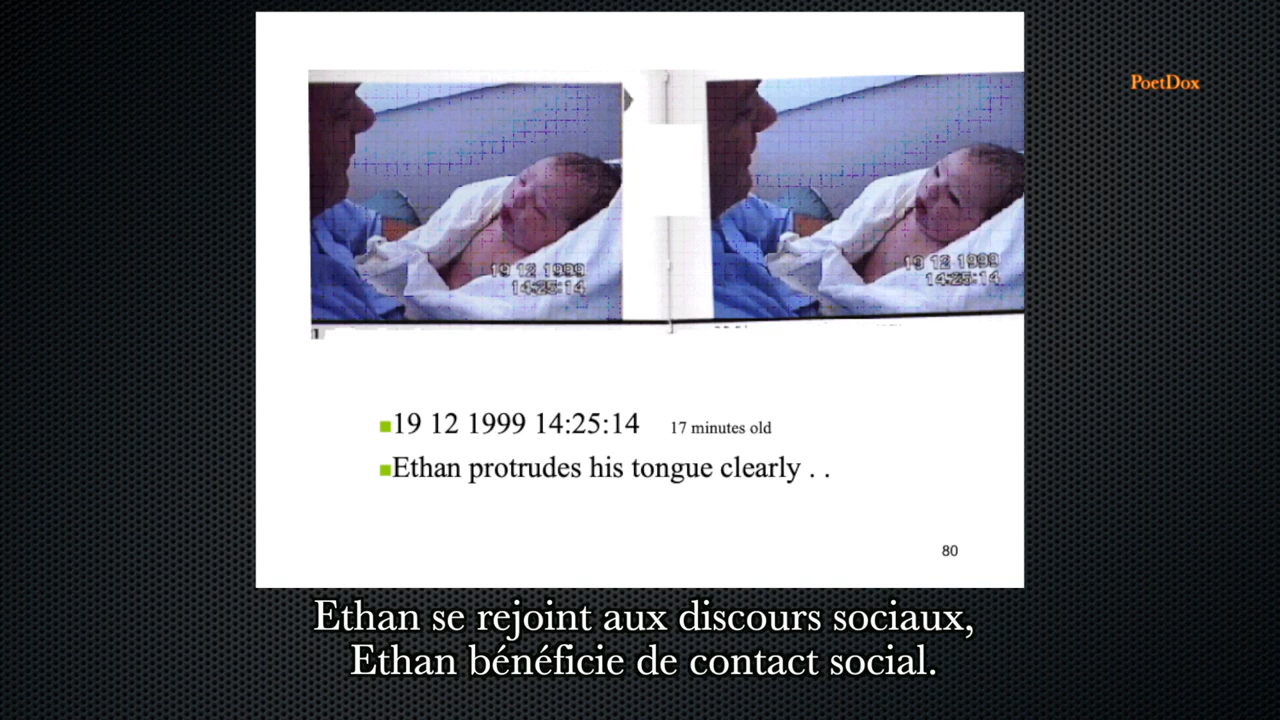 PoetDox
19 12 1999
14:25:14
19 12 1999
14:25:14
19 12 1999 14:25:14 17 minutes old
Ethan protrudes his tongue clearly . .
80
Ethan se rejoint aux discours sociaux,
Ethan bénéficie de contact social.